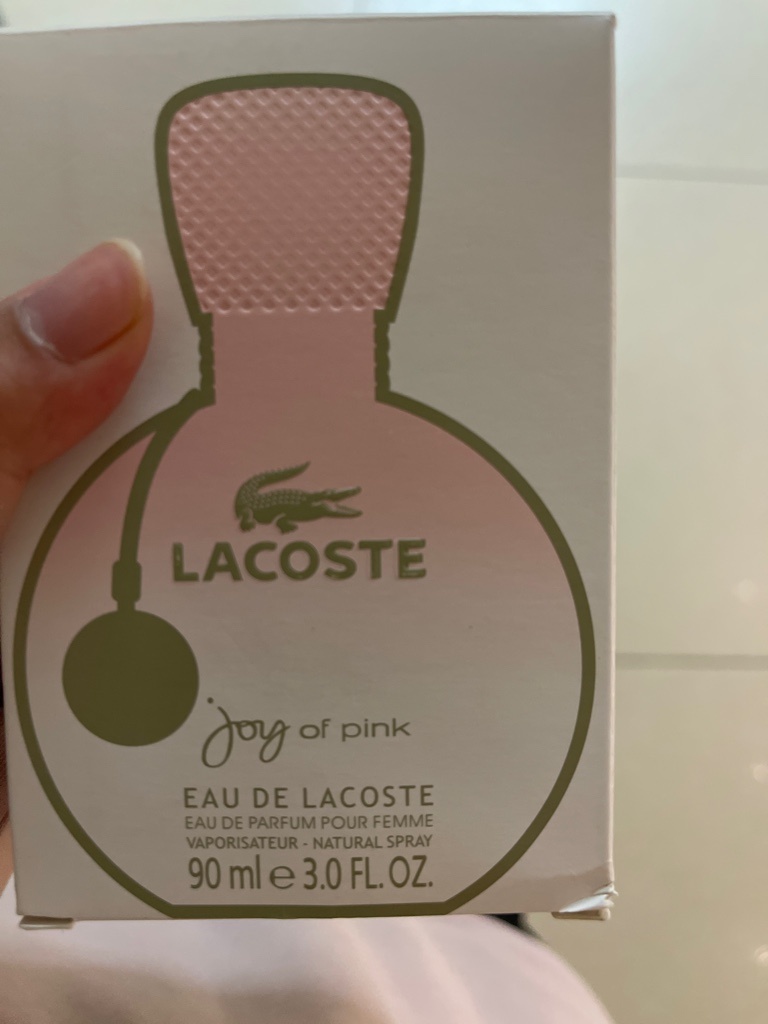 LACOSTE
joy of pink
EAU DE LACOSTE
EAU DE PARFUM POUR FEMME
VAPORISATEUR - NATURAL SPRAY
90 ml e 3.0 FL. OZ.